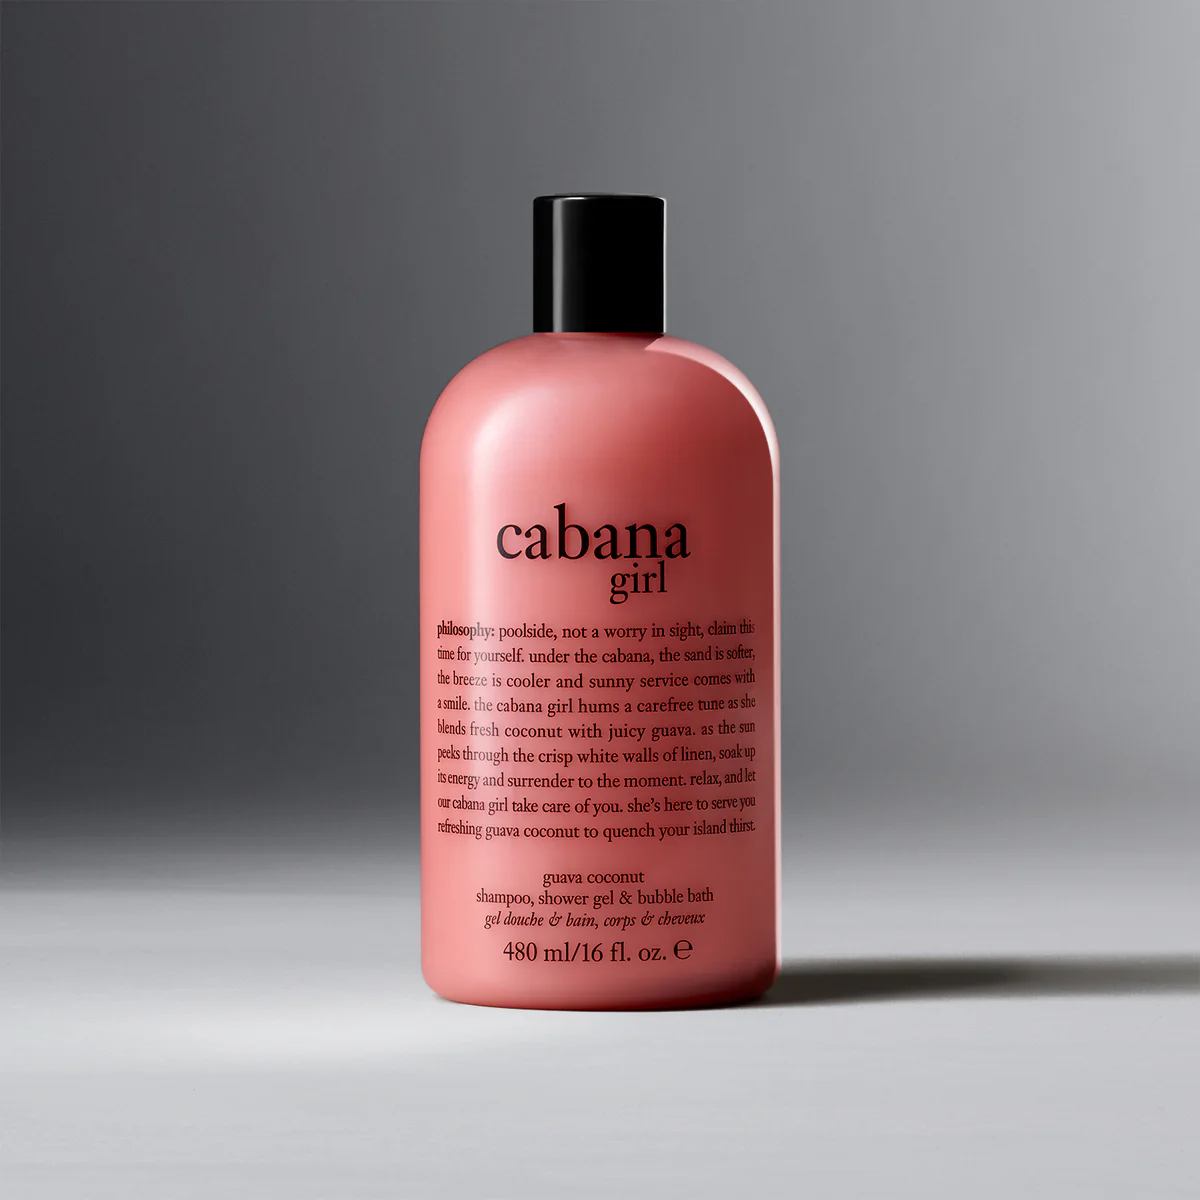 cabana
girl
philosophy: poolside, not a worry in sight, claim this
time for yourself. under the cabana, the sand is softer,
the breeze is cooler and sunny service comes with
a smile. the cabana girl hums a carefree tune as she
blends fresh coconut with juicy guava. as the sun
peeks through the crisp white walls of linen, soak up
its energy and surrender to the moment. relax, and let
our cabana girl take care of you. she's here to serve you
refreshing guava coconut to quench your island thirst.
guava coconut
shampoo, shower gel & bubble bath
gel douche & bain, corps & cheveux
480 ml/16 fl. oz. ℮